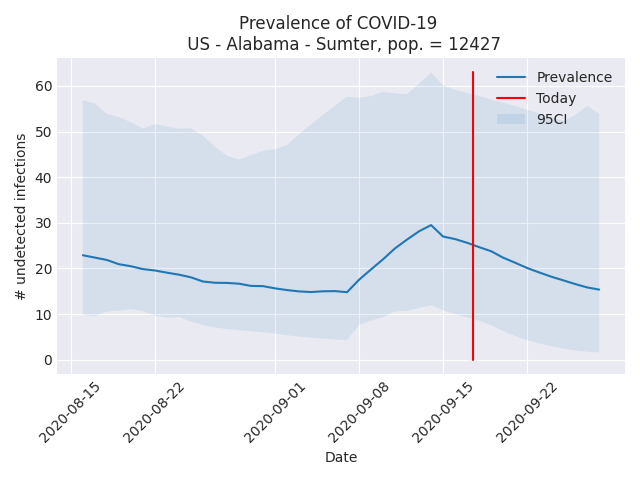 Prevalence of COVID-19
US - Alabama - Sumter, pop. = 12427
Prevalence
Today
95CI
# undetected infections
60
50
40
30
20
10
0
2020-08-15
2020-08-22
2020-09-01
2020-09-08
2020-09-15
2020-09-22
Date